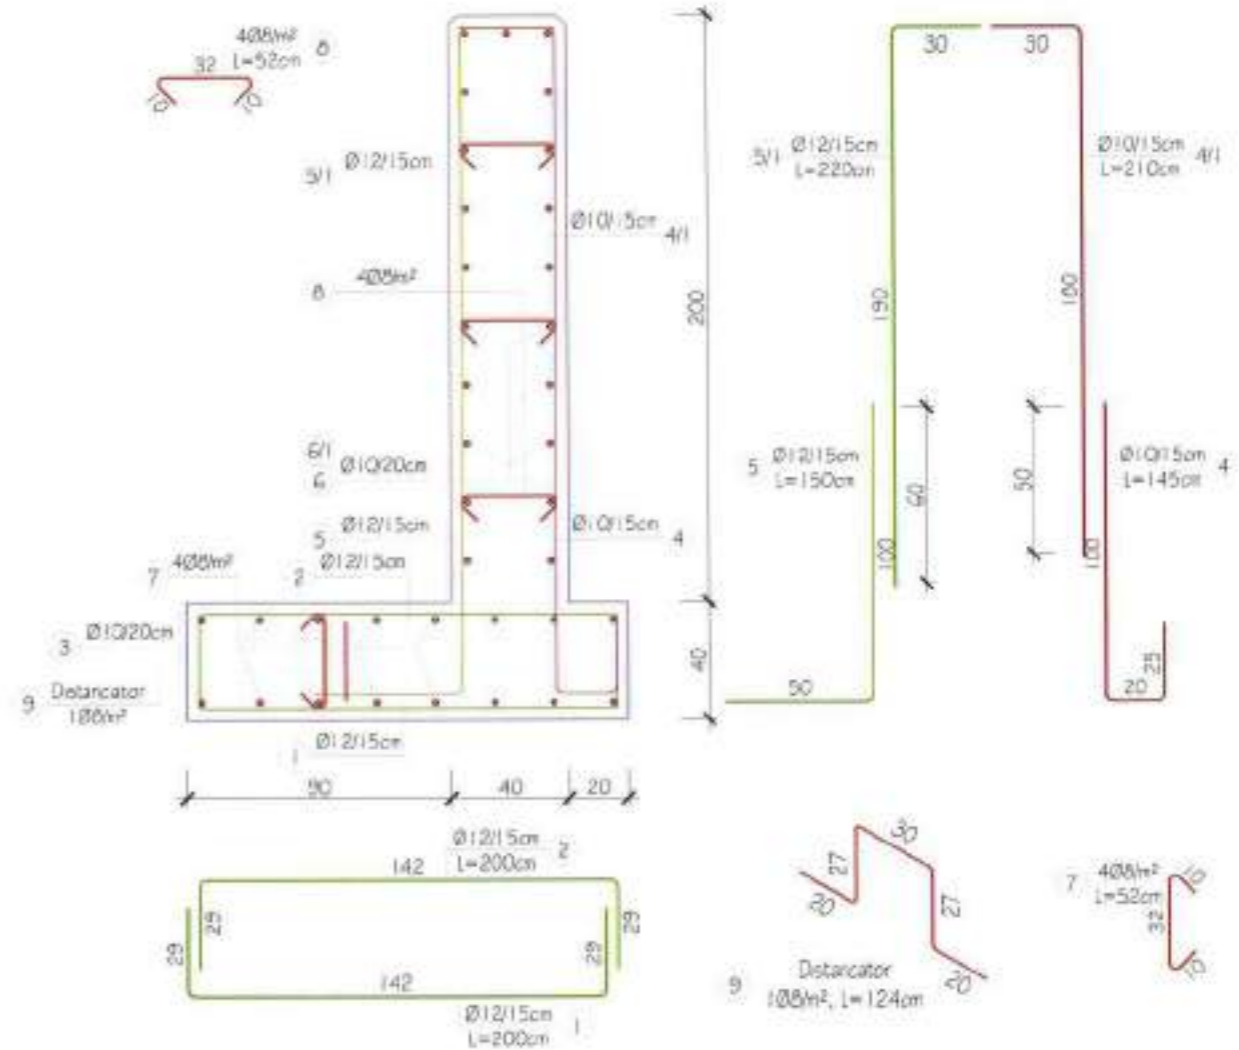 4Ø8/m²
L=52cm
8
32
10
10
5/1
Ø12/15cm
Ø10/15cm
4/1
8
4Ø8/m²
6/1
6
Ø10/20cm
5
Ø12/15cm
Ø10/15cm
4
7
4Ø8/m²
2
Ø12/15cm
3
Ø10/20cm
9
Distancator
1Ø8/m²
1
Ø12/15cm
90
40
20
200
40
30
30
5/1
Ø12/15cm
L=220cm
Ø10/15cm
L=210cm
4/1
190
180
5
Ø12/15cm
L=150cm
60
50
Ø10/15cm
L=145cm
4
100
100
50
20
25
Ø12/15cm
L=200cm
2
142
29
29
29
29
142
Ø12/15cm
L=200cm
1
30
27
20
27
20
9
Distancator
1Ø8/m², L=124cm
7
4Ø8/m²
L=52cm
10
32
10